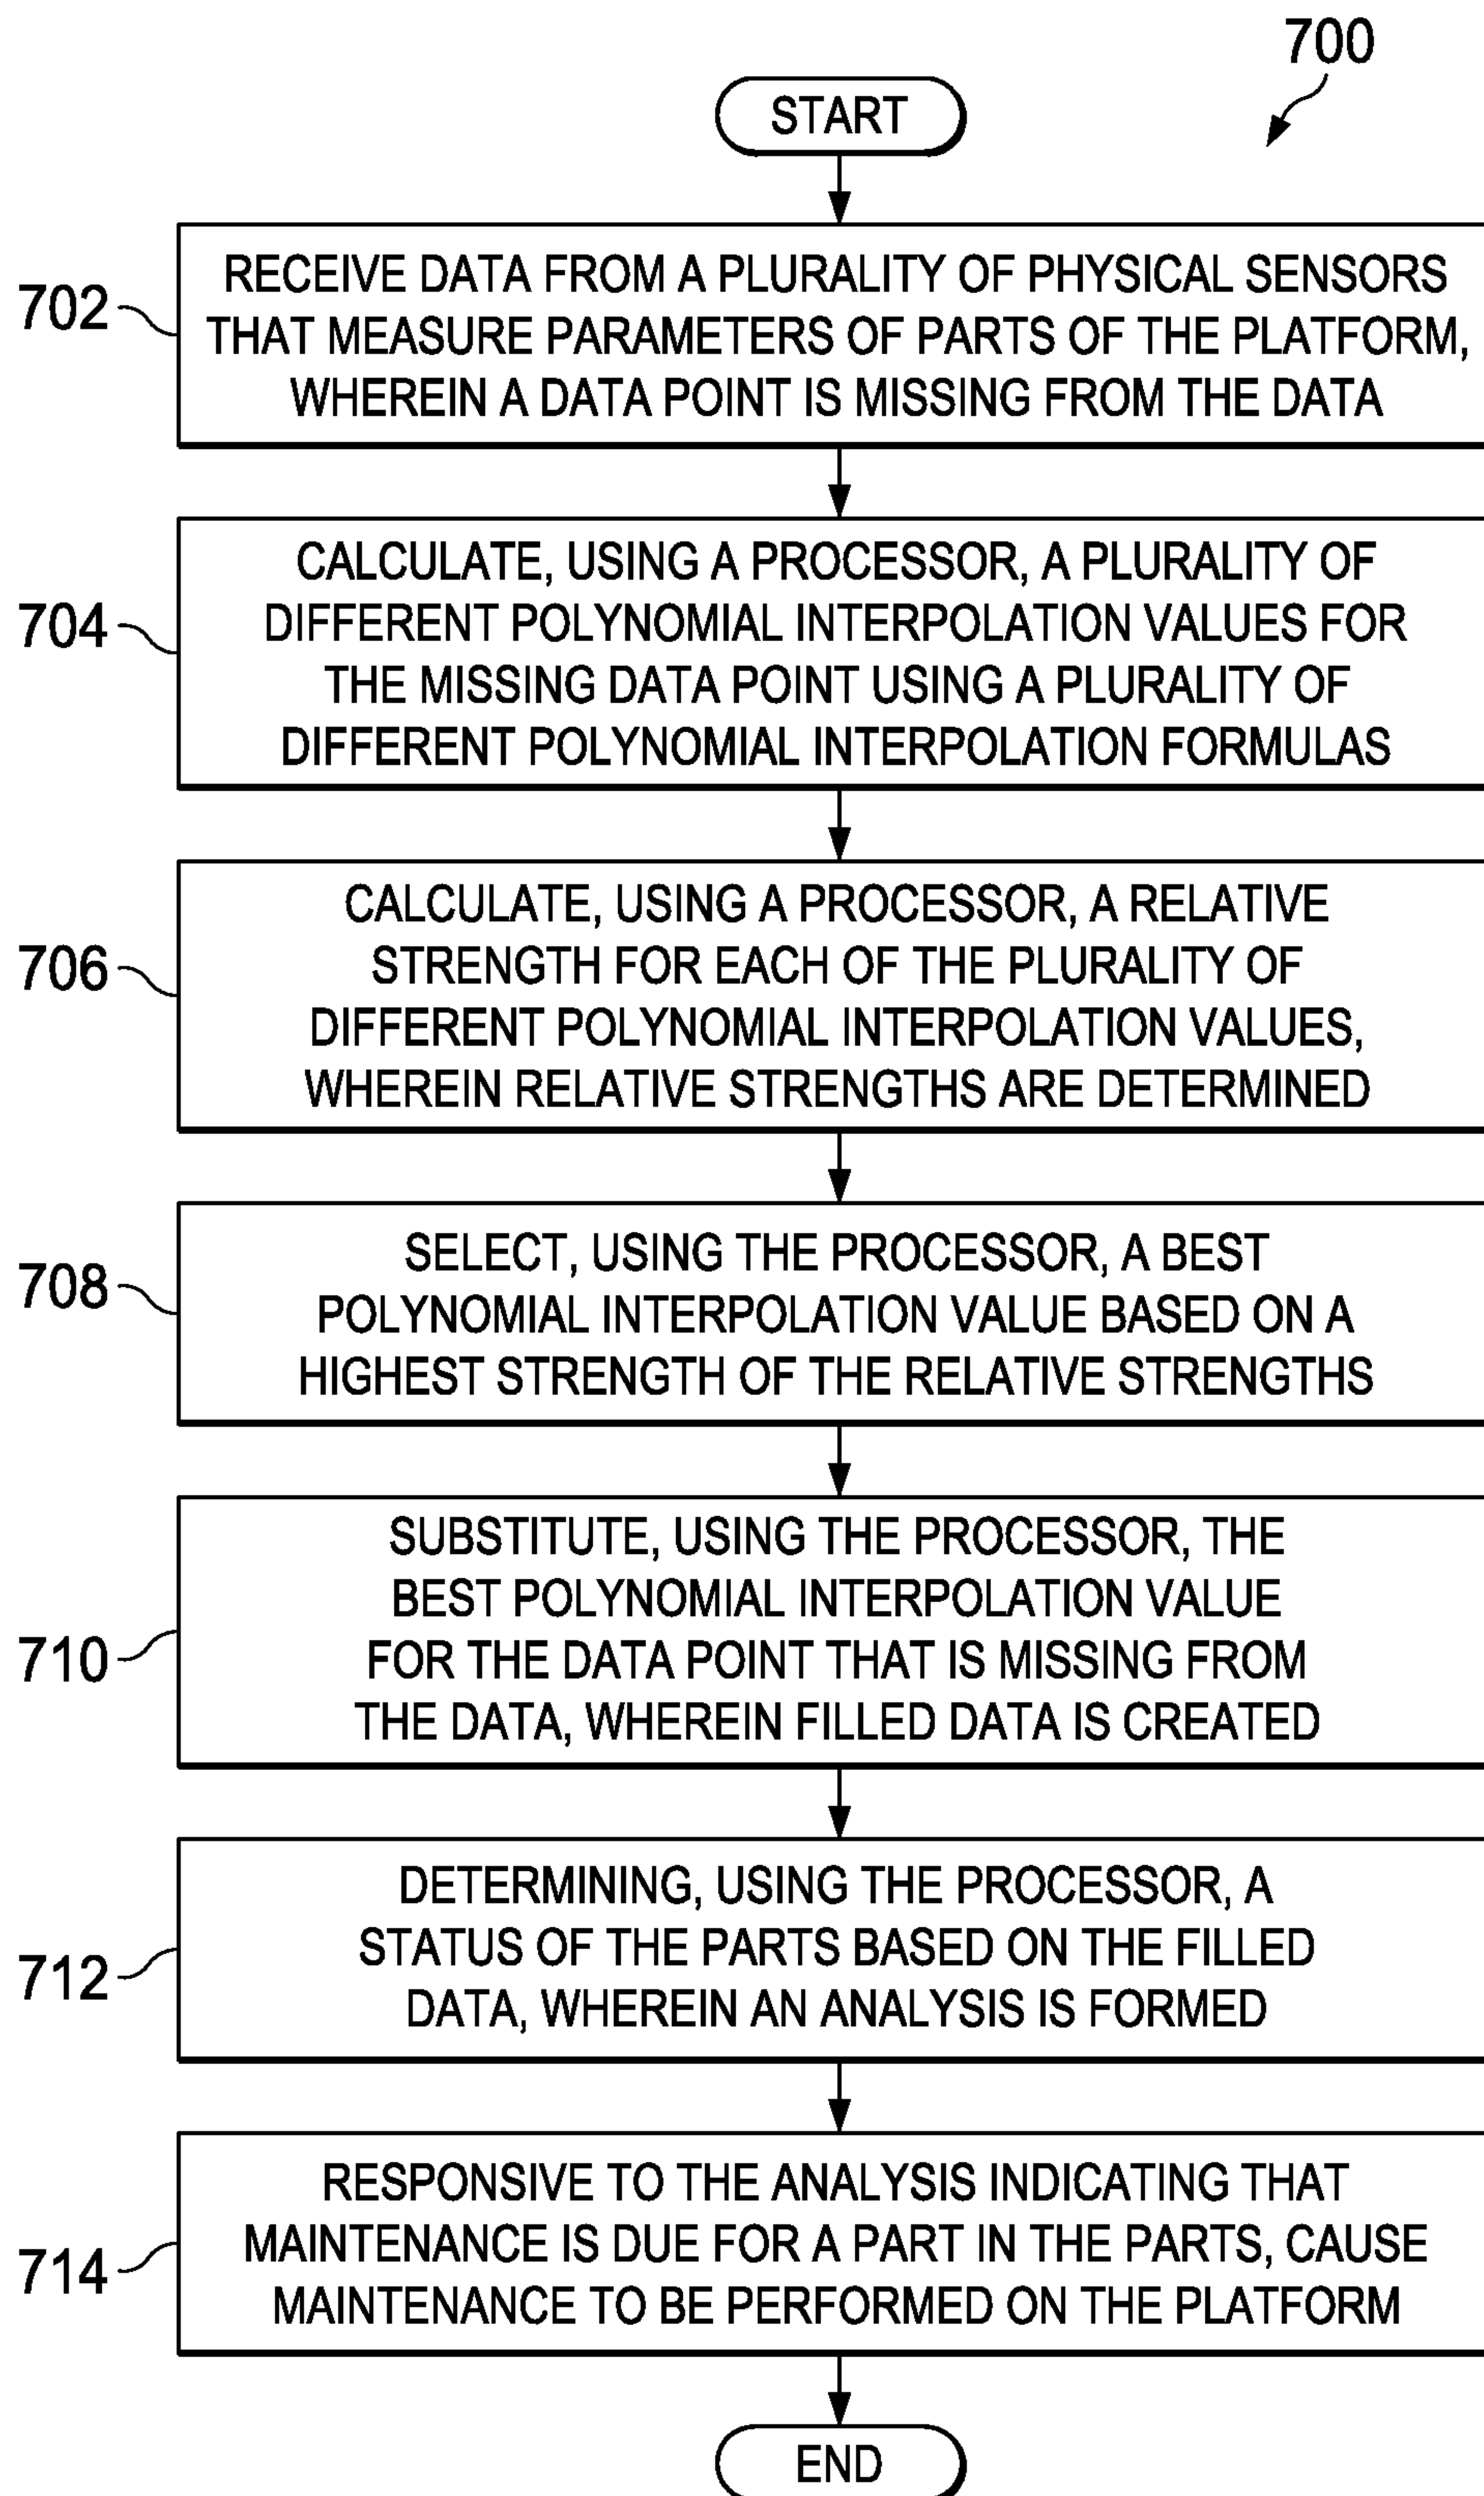 700
START
702
RECEIVE DATA FROM A PLURALITY OF PHYSICAL SENSORS
THAT MEASURE PARAMETERS OF PARTS OF THE PLATFORM,
WHEREIN A DATA POINT IS MISSING FROM THE DATA
704
CALCULATE, USING A PROCESSOR, A PLURALITY OF
DIFFERENT POLYNOMIAL INTERPOLATION VALUES FOR
THE MISSING DATA POINT USING A PLURALITY OF
DIFFERENT POLYNOMIAL INTERPOLATION FORMULAS
706
CALCULATE, USING A PROCESSOR, A RELATIVE
STRENGTH FOR EACH OF THE PLURALITY OF
DIFFERENT POLYNOMIAL INTERPOLATION VALUES,
WHEREIN RELATIVE STRENGTHS ARE DETERMINED
708
SELECT, USING THE PROCESSOR, A BEST
POLYNOMIAL INTERPOLATION VALUE BASED ON A
HIGHEST STRENGTH OF THE RELATIVE STRENGTHS
710
SUBSTITUTE, USING THE PROCESSOR, THE
BEST POLYNOMIAL INTERPOLATION VALUE
FOR THE DATA POINT THAT IS MISSING FROM
THE DATA, WHEREIN FILLED DATA IS CREATED
712
DETERMINING, USING THE PROCESSOR, A
STATUS OF THE PARTS BASED ON THE FILLED
DATA, WHEREIN AN ANALYSIS IS FORMED
714
RESPONSIVE TO THE ANALYSIS INDICATING THAT
MAINTENANCE IS DUE FOR A PART IN THE PARTS, CAUSE
MAINTENANCE TO BE PERFORMED ON THE PLATFORM
END